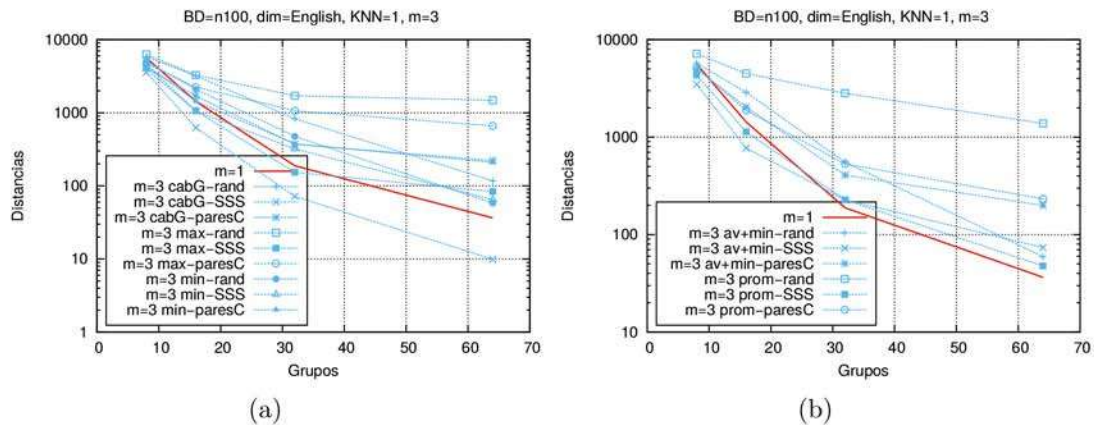 BD=n100, dim=English, KNN=1, m=3
10000
1000
100
10
1
Distancias
0 10 20 30 40 50 60 70
Grupos
m=1
m=3 cabG-rand
m=3 cabG-SSS
m=3 cabG-paresC
m=3 max-rand
m=3 max-SSS
m=3 max-paresC
m=3 min-rand
m=3 min-SSS
m=3 min-paresC
(a)
BD=n100, dim=English, KNN=1, m=3
10000
1000
100
10
Distancias
0 10 20 30 40 50 60 70
Grupos
m=1
m=3 av+min-rand
m=3 av+min-SSS
m=3 av+min-paresC
m=3 prom-rand
m=3 prom-SSS
m=3 prom-paresC
(b)